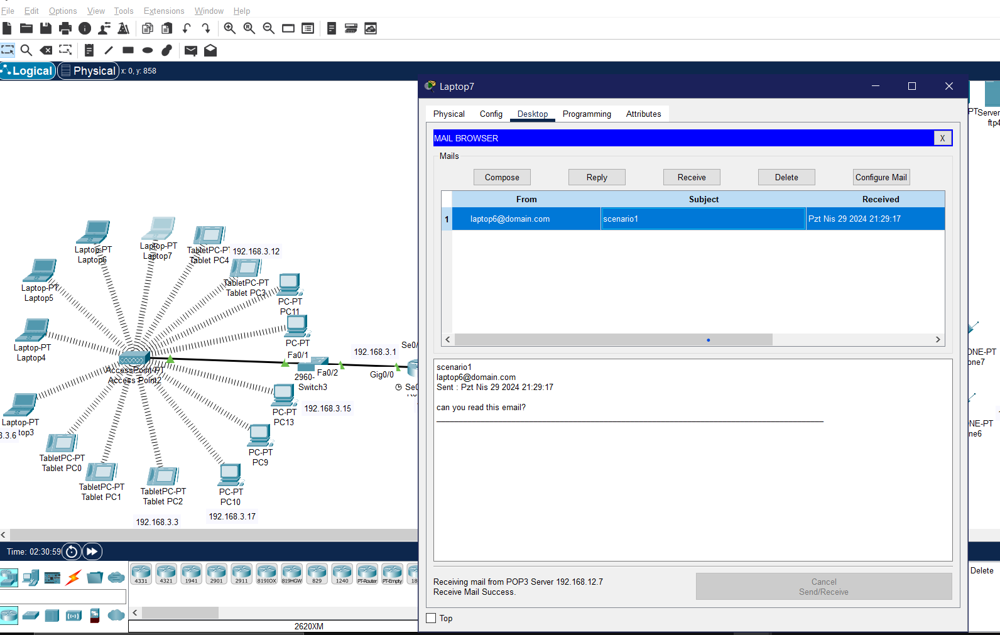 File Edit Options View Tools Extensions Window Help
Logical Physical x: 0, y: 858
Laptop7
Physical Config Desktop Programming Attributes
MAIL BROWSER X
Mails
Compose Reply Receive Delete Configure Mail
From Subject Received
1 laptop6@domain.com scenario1 Pzt Nis 29 2024 21:29:17
scenario1
laptop6@domain.com
Sent : Pzt Nis 29 2024 21:29:17
can you read this email?
Receiving mail from POP3 Server 192.168.12.7
Receive Mail Success.
Cancel
Send/Receive
Top
Laptop-PT
Laptop6
Laptop-PT
Laptop7
TabletPC-PT
Tablet PC4
192.168.3.12
TabletPC-PT
Tablet PC3
Laptop-PT
Laptop5
PC-PT
PC11
Laptop-PT
Laptop4
PC-PT
Fa0/1
192.168.3.1
Se0/
AccessPoint-PT
Access Point2
2960-
Switch3
Fa0/2
Gig0/0
Se0
PC-PT
PC13
192.168.3.15
Laptop-PT
top3
3.3.6
PC-PT
PC9
TabletPC-PT
Tablet PC0
TabletPC-PT
Tablet PC1
TabletPC-PT
Tablet PC2
PC-PT
PC10
192.168.3.3
192.168.3.17
PT
Server
ftp4
ONE-PT
one7
NE-PT
ne6
Time: 02:30:59
Delete
4331 4321 1941 2901 2911 819IOX 819HGW 829 1240 PT-Router PT-Empty 18
2620XM